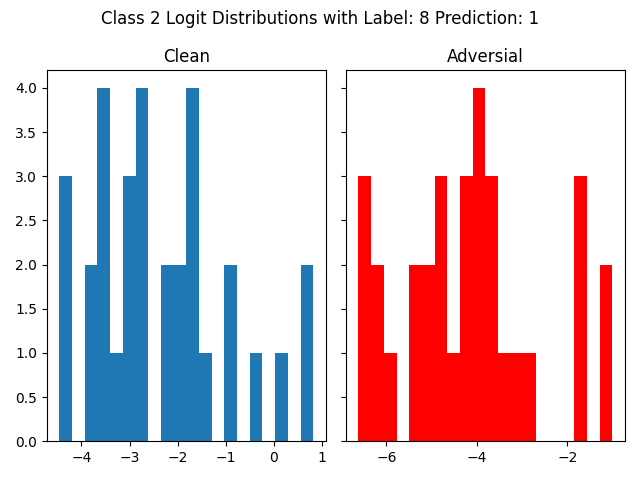 Class 2 Logit Distributions with Label: 8 Prediction: 1
Clean
Adversial
4.0
3.5
3.0
2.5
2.0
1.5
1.0
0.5
0.0
−4 −3 −2 −1 0 1
−6 −4 −2